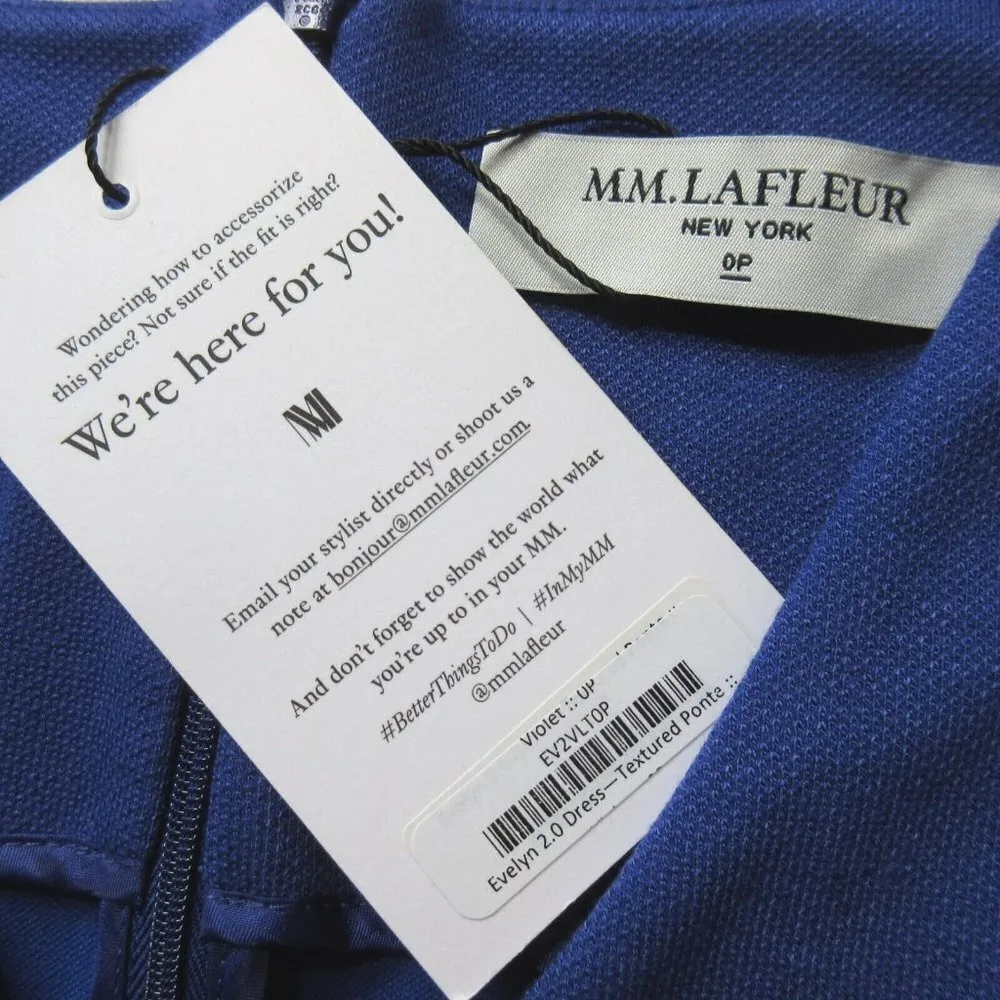 Wondering how to accessorize
this piece? Not sure if the fit is right?
We're here for you!
Email your stylist directly or shoot us a
note at bonjour@mmlafleur.com.
And don't forget to show the world what
you're up to in your MM.
#BetterThingsToDo | #InMyMM
@mmlafleur
Violet :: 0P
EV2VLT0P
Evelyn 2.0 Dress—Textured Ponte ::
MM.LAFLEUR
NEW YORK
0P